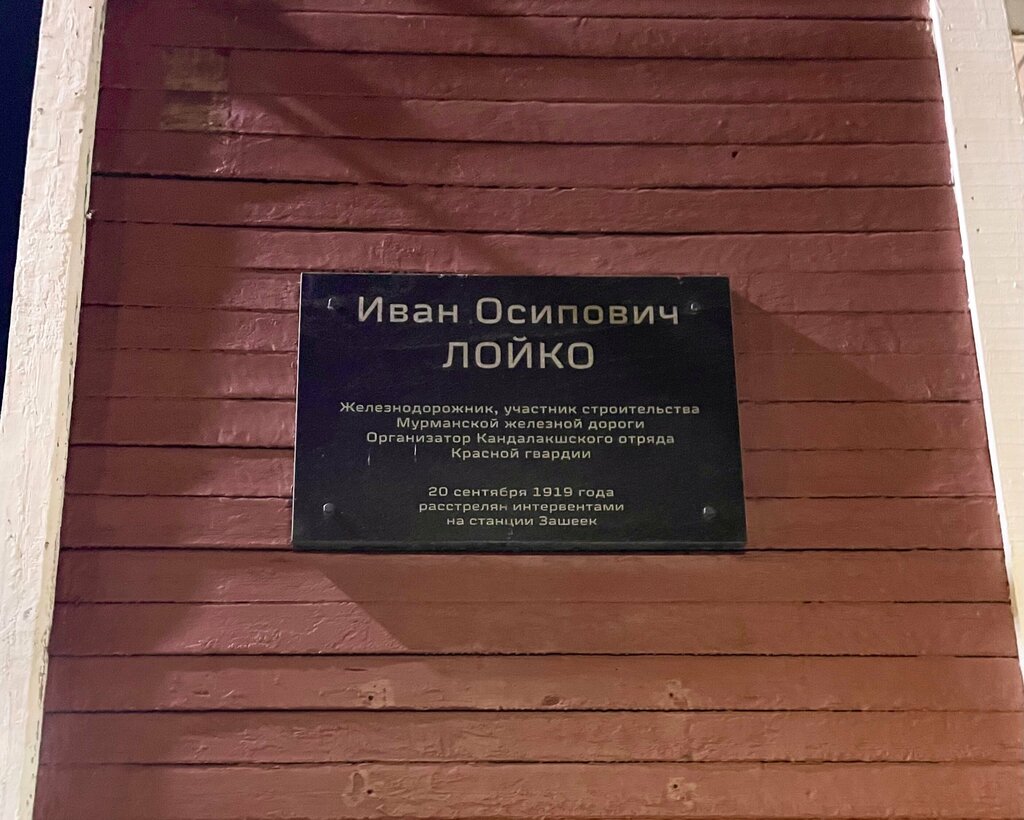 Иван Осипович
ЛОЙКО
Железнодорожник, участник строительства
Мурманской железной дороги
Организатор Кандалакшского отряда
Красной гвардии
20 сентября 1919 года
расстрелян интервентами
на станции Зашеек